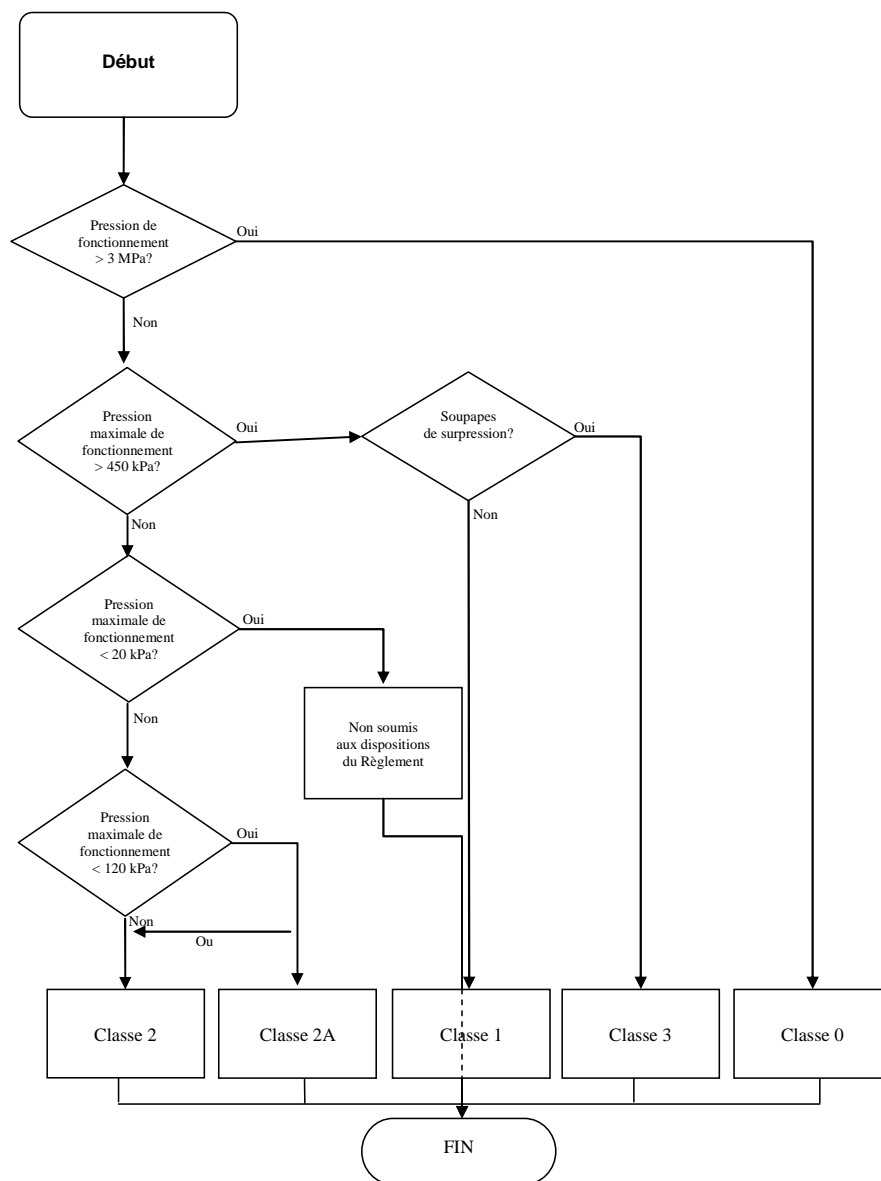 Début
Pression de
fonctionnement
> 3 MPa?
Oui
Non
Pression
maximale de
fonctionnement
> 450 kPa?
Oui
Soupapes
de surpression?
Oui
Non
Non
Pression
maximale de
fonctionnement
< 20 kPa?
Oui
Non soumis
aux dispositions
du Règlement
Non
Pression
maximale de
fonctionnement
< 120 kPa?
Oui
Non
Ou
Classe 2
Classe 2A
Classe 1
Classe 3
Classe 0
FIN